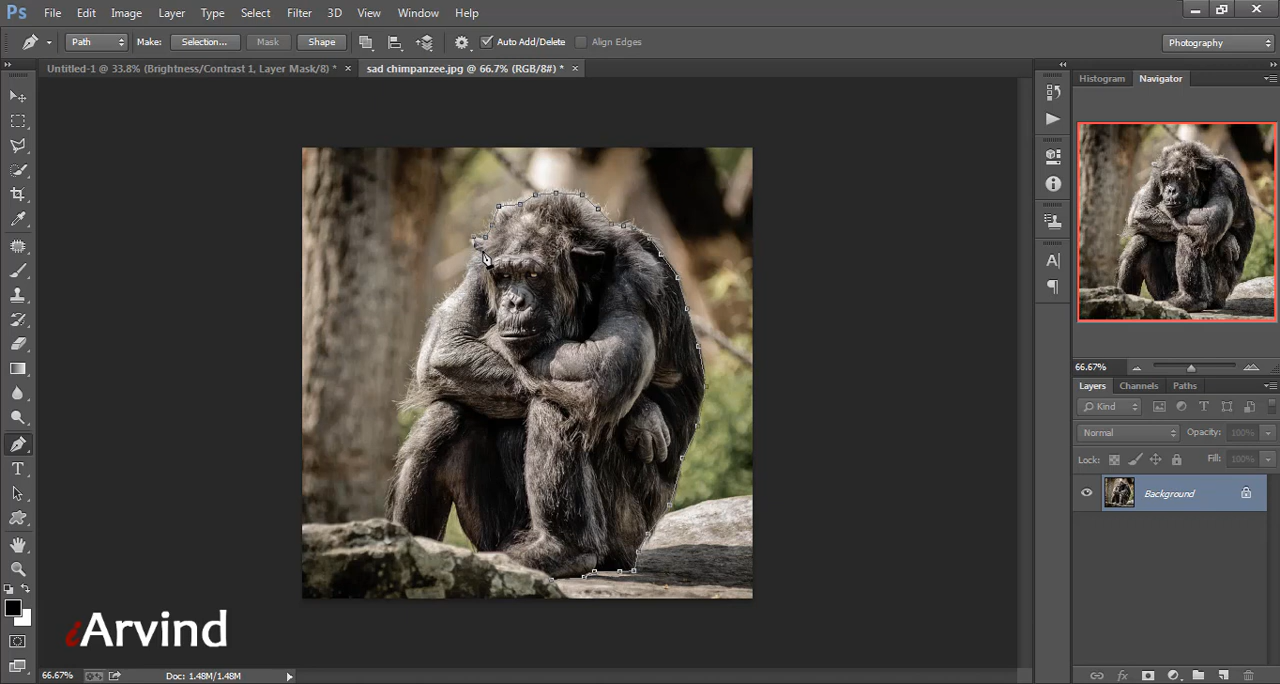 Ps File Edit Image Layer Type Select Filter 3D View Window Help
Path Make: Selection... Mask Shape Auto Add/Delete Align Edges Photography
Untitled-1 @ 33.8% (Brightness/Contrast 1, Layer Mask/8) * × sad chimpanzee.jpg @ 66.7% (RGB/8#) * ×
Histogram Navigator
66.67%
Layers Channels Paths
Kind
Normal Opacity: 100%
Lock: Fill: 100%
Background
iArvind
66.67% Doc: 1.48M/1.48M